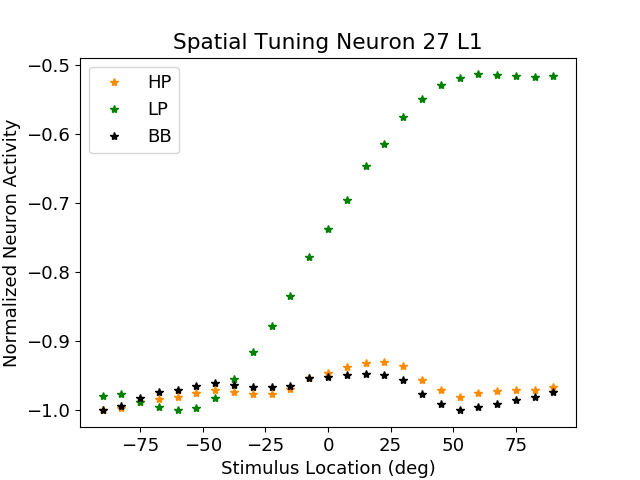 Spatial Tuning Neuron 27 L1
HP
LP
BB
Normalized Neuron Activity
−0.5
−0.6
−0.7
−0.8
−0.9
−1.0
−75
−50
−25
0
25
50
75
Stimulus Location (deg)